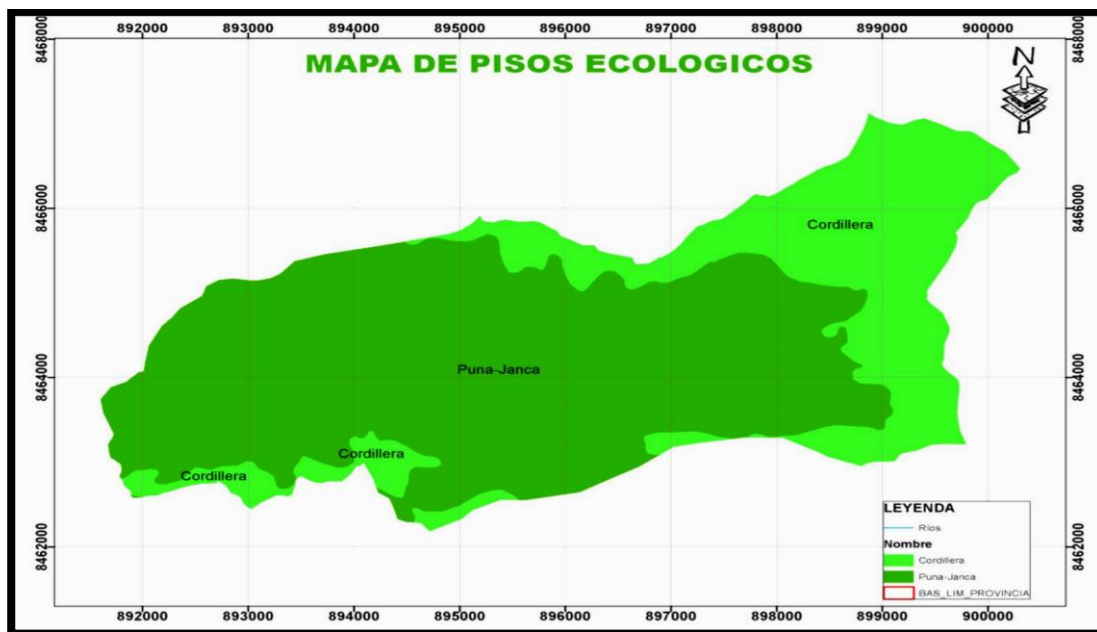 892000 893000 894000 895000 896000 897000 898000 899000 900000
8468000 8468000
MAPA DE PISOS ECOLOGICOS
N
8466000 8466000
Cordillera
Puna-Janca
8464000 8464000
Cordillera
Cordillera
LEYENDA
Ríos
Nombre
Cordillera
Puna-Janca
BAS_LIM_PROVINCIA
8462000 8462000
892000 893000 894000 895000 896000 897000 898000 899000 900000